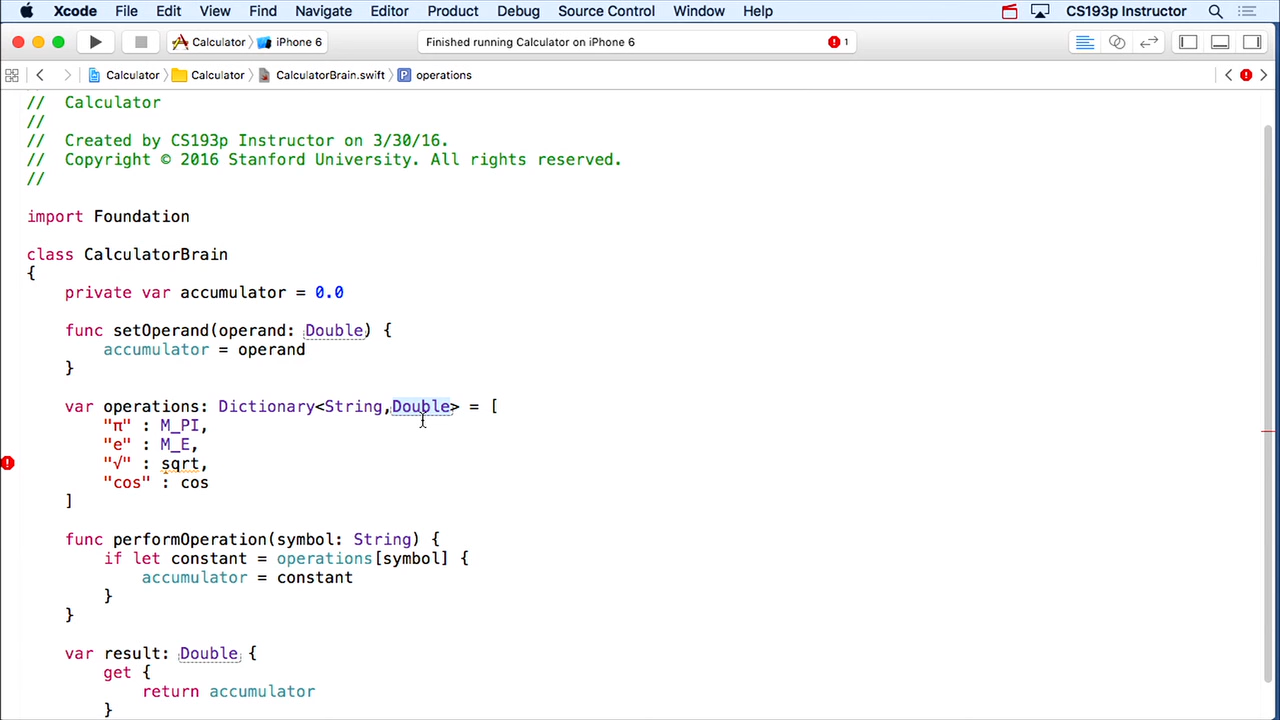 Xcode File Edit View Find Navigate Editor Product Debug Source Control Window Help CS193p Instructor
Calculator iPhone 6 Finished running Calculator on iPhone 6 1
Calculator Calculator CalculatorBrain.swift P operations
// Calculator
//
// Created by CS193p Instructor on 3/30/16.
// Copyright © 2016 Stanford University. All rights reserved.
//
import Foundation
class CalculatorBrain
{
private var accumulator = 0.0
func setOperand(operand: Double) {
accumulator = operand
}
var operations: Dictionary<String,Double> = [
"π" : M_PI,
"e" : M_E,
"√" : sqrt,
"cos" : cos
]
func performOperation(symbol: String) {
if let constant = operations[symbol] {
accumulator = constant
}
}
var result: Double {
get {
return accumulator
}